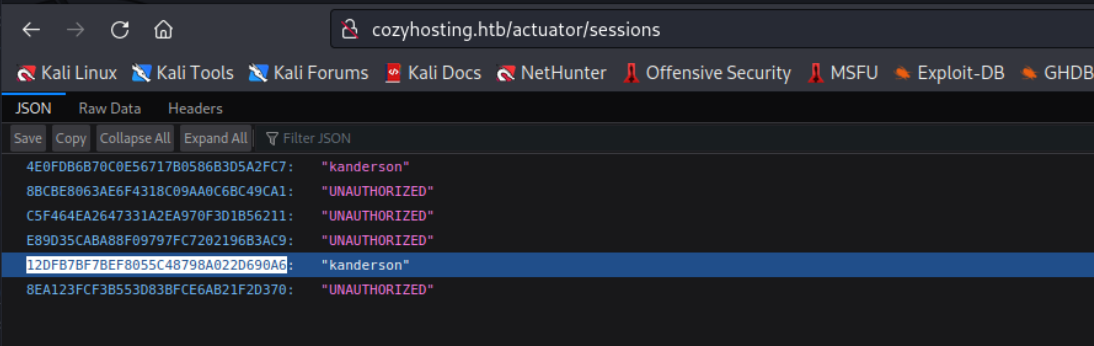 cozyhosting.htb/actuator/sessions
Kali Linux Kali Tools Kali Forums Kali Docs NetHunter Offensive Security MSFU Exploit-DB GHDB
JSON Raw Data Headers
Save Copy Collapse All Expand All Filter JSON
4E0FDB6B70C0E56717B0586B3D5A2FC7: "kanderson"
8BCBE8063AE6F4318C09AA0C6BC49CA1: "UNAUTHORIZED"
C5F464EA2647331A2EA970F3D1B56211: "UNAUTHORIZED"
E89D35CABA88F09797FC7202196B3AC9: "UNAUTHORIZED"
12DFB7BF7BEF8055C48798A022D690A6: "kanderson"
8EA123FCF3B553D83BFCE6AB21F2D370: "UNAUTHORIZED"